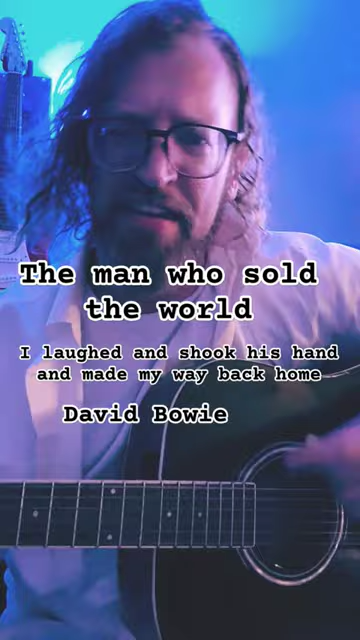 The man who sold
the world
I laughed and shook his hand
and made my way back home
David Bowie